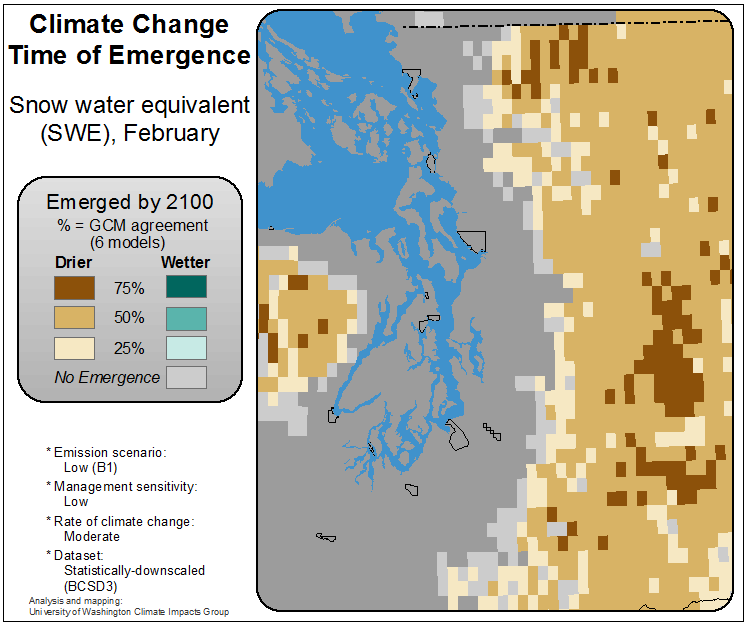 Climate Change
Time of Emergence
Snow water equivalent
(SWE), February
Emerged by 2100
% = GCM agreement
(6 models)
Drier Wetter
75%
50%
25%
No Emergence
* Emission scenario:
Low (B1)
* Management sensitivity:
Low
* Rate of climate change:
Moderate
* Dataset:
Statistically-downscaled
(BCSD3)
Analysis and mapping:
University of Washington Climate Impacts Group